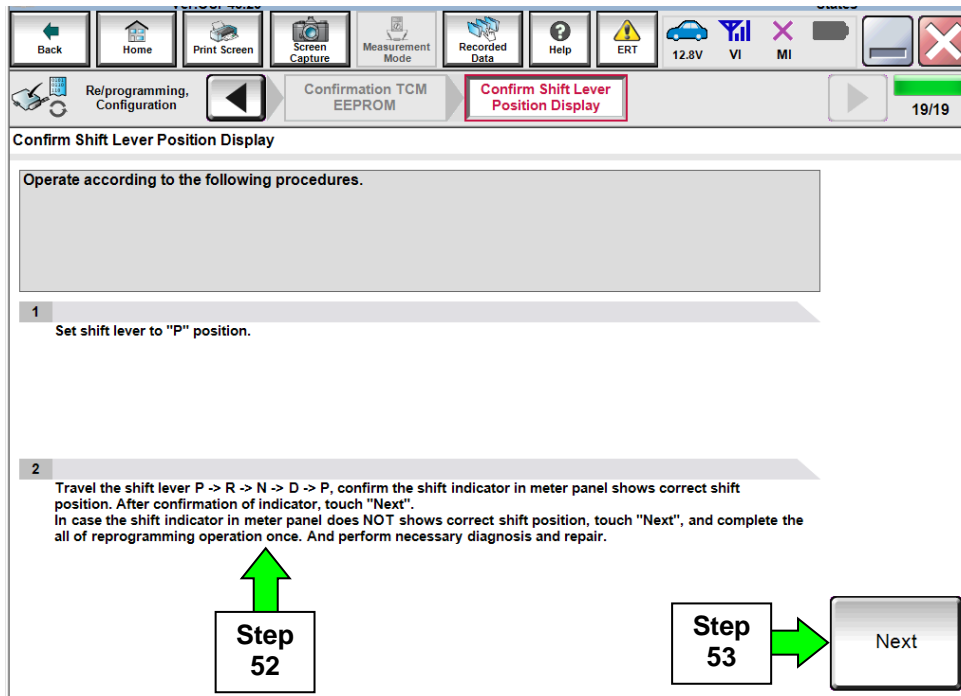 Back
Home
Print Screen
Screen
Capture
Measurement
Mode
Recorded
Data
Help
ERT
12.8V
VI
MI
Re/programming,
Configuration
Confirmation TCM
EEPROM
Confirm Shift Lever
Position Display
19/19
Confirm Shift Lever Position Display
Operate according to the following procedures.
1
Set shift lever to "P" position.
2
Travel the shift lever P -> R -> N -> D -> P, confirm the shift indicator in meter panel shows correct shift
position. After confirmation of indicator, touch "Next".
In case the shift indicator in meter panel does NOT shows correct shift position, touch "Next", and complete the
all of reprogramming operation once. And perform necessary diagnosis and repair.
Step
52
Step
53
Next